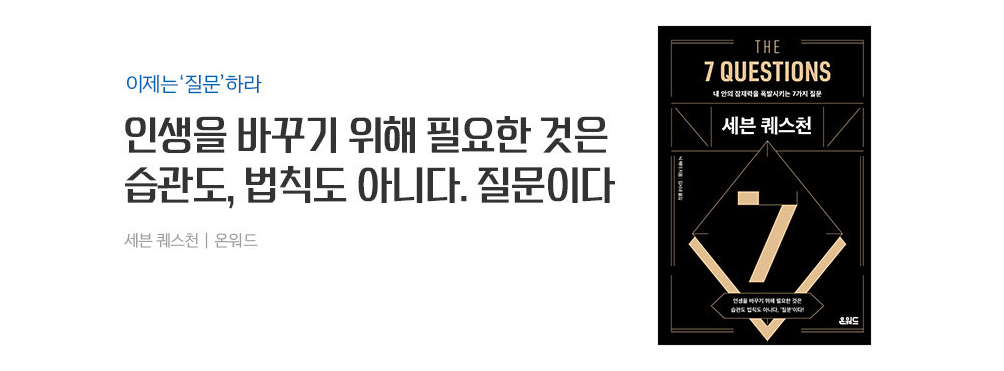 이제는 ‘질문’ 하라
인생을 바꾸기 위해 필요한 것은
습관도, 법칙도 아니다. 질문이다
세븐 퀘스천 | 온워드
THE
7 QUESTIONS
내 안의 잠재력을 폭발시키는 7가지 질문
세븐 퀘스천
7
인생을 바꾸기 위해 필요한 것은
습관도 법칙도 아니다, '질문'이다!
온워드